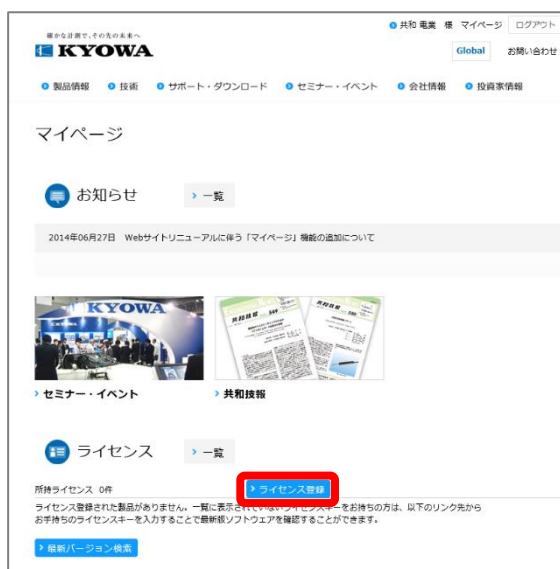 共和 電業 様 マイページ ログアウト
確かな計測で、その先の未来へ
KYOWA
Global お問い合わせ
製品情報 技術 サポート・ダウンロード セミナー・イベント 会社情報 投資家情報
マイページ
お知らせ 一覧
2014年06月27日 Webサイトリニューアルに伴う「マイページ」機能の追加について
KYOWA
共和技報 549
セミナー・イベント 共和技報
ライセンス 一覧
所持ライセンス 0件 ライセンス登録
ライセンス登録された製品がありません。一覧に表示されていないライセンスキーをお持ちの方は、以下のリンク先から
お手持ちのライセンスキーを入力することで最新版ソフトウェアを確認することができます。
最新バージョン検索